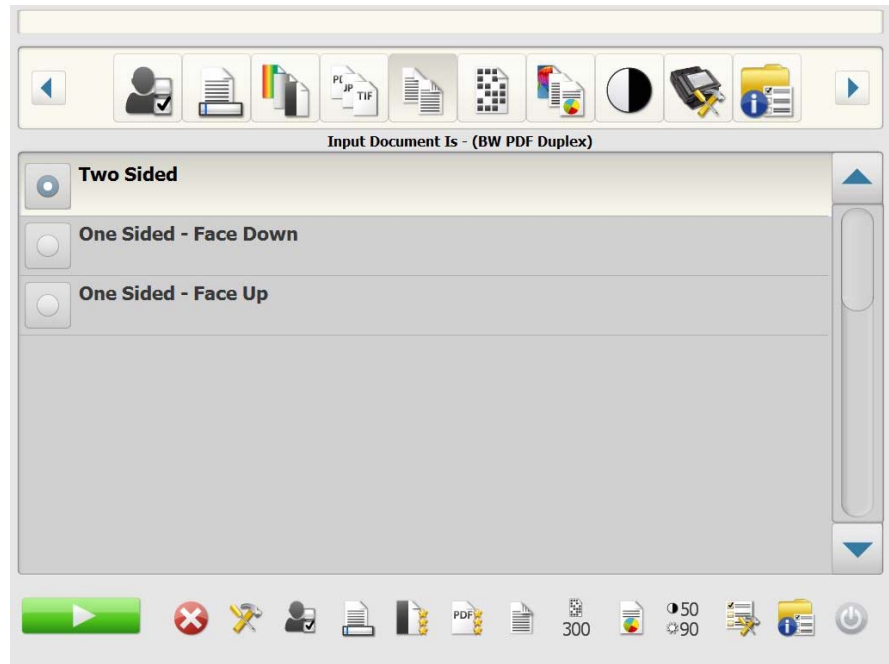 PD
JP
TIF
Input Document Is - (BW PDF Duplex)
Two Sided
One Sided - Face Down
One Sided - Face Up
PDF
300
50
90